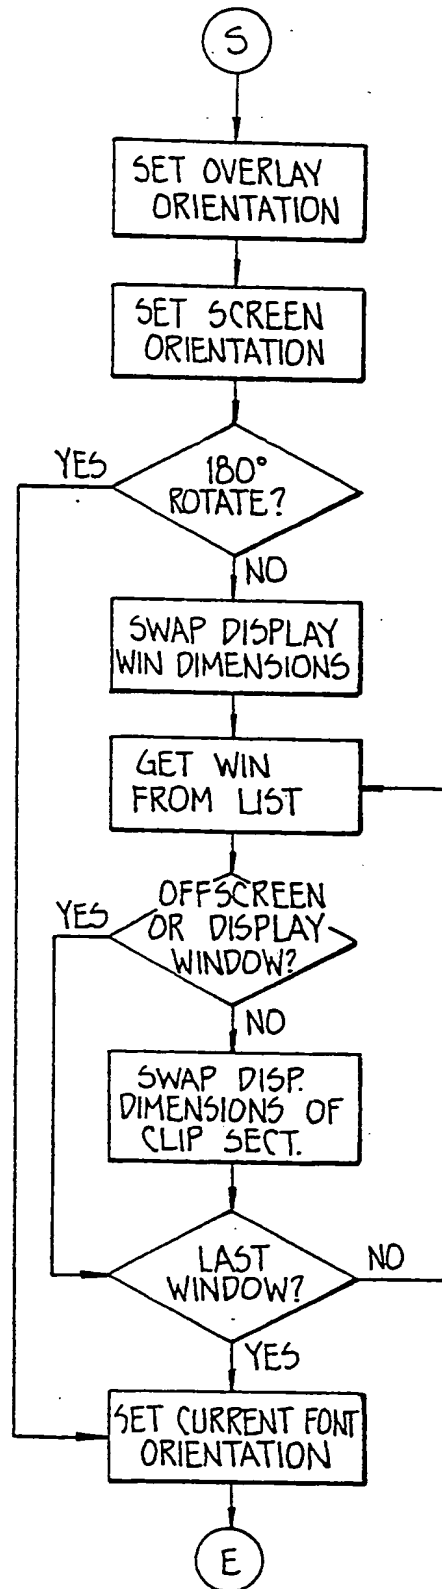 S
SET OVERLAY
ORIENTATION
SET SCREEN
ORIENTATION
YES
180°
ROTATE?
NO
SWAP DISPLAY
WIN DIMENSIONS
GET WIN
FROM LIST
YES
OFFSCREEN
OR DISPLAY
WINDOW?
NO
SWAP DISP.
DIMENSIONS OF
CLIP SECT.
LAST
WINDOW?
NO
YES
SET CURRENT FONT
ORIENTATION
E